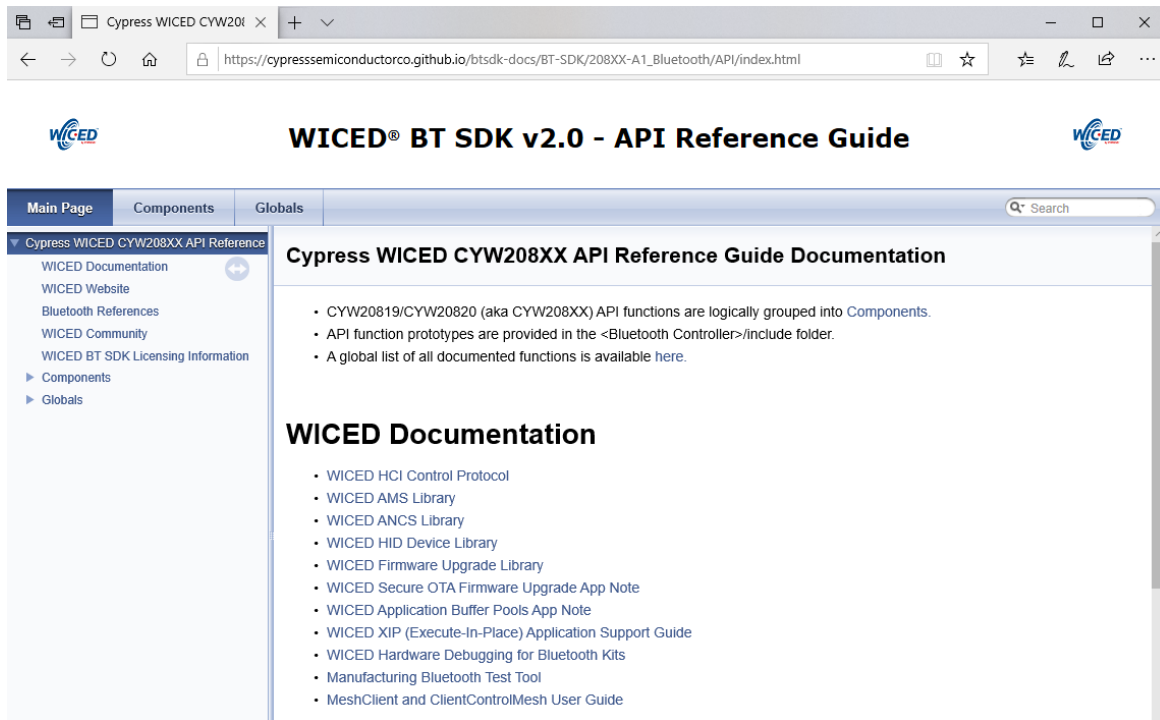 Cypress WICED CYW208
https://cypresssemiconductorco.github.io/btsdk-docs/BT-SDK/208XX-A1_Bluetooth/API/index.html
WICED
WICED® BT SDK v2.0 - API Reference Guide
WICED
Main Page
Components
Globals
Search
Cypress WICED CYW208XX API Reference
WICED Documentation
WICED Website
Bluetooth References
WICED Community
WICED BT SDK Licensing Information
Components
Globals
Cypress WICED CYW208XX API Reference Guide Documentation
• CYW20819/CYW20820 (aka CYW208XX) API functions are logically grouped into Components.
• API function prototypes are provided in the <Bluetooth Controller>/include folder.
• A global list of all documented functions is available here.
WICED Documentation
• WICED HCI Control Protocol
• WICED AMS Library
• WICED ANCS Library
• WICED HID Device Library
• WICED Firmware Upgrade Library
• WICED Secure OTA Firmware Upgrade App Note
• WICED Application Buffer Pools App Note
• WICED XIP (Execute-In-Place) Application Support Guide
• WICED Hardware Debugging for Bluetooth Kits
• Manufacturing Bluetooth Test Tool
• MeshClient and ClientControlMesh User Guide